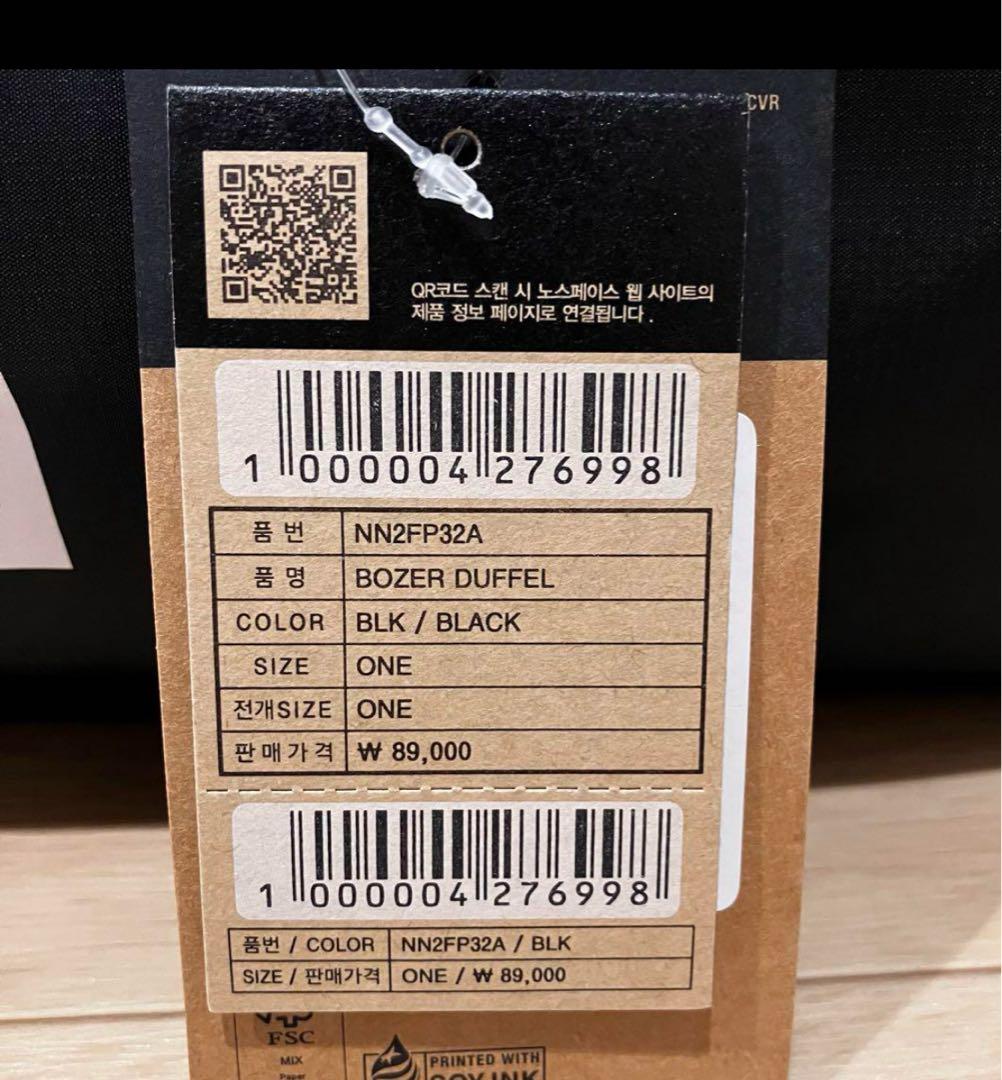 CVR
QR코드 스캔 시 노스페이스 웹 사이트의
제품 정보 페이지로 연결됩니다.
1 000004 276998
품번 NN2FP32A
품명 BOZER DUFFEL
COLOR BLK / BLACK
SIZE ONE
전개SIZE ONE
판매가격 ₩ 89,000
1 000004 276998
품번 / COLOR NN2FP32A / BLK
SIZE / 판매가격 ONE / ₩ 89,000
FSC
MIX
Paper
PRINTED WITH
SOY INK